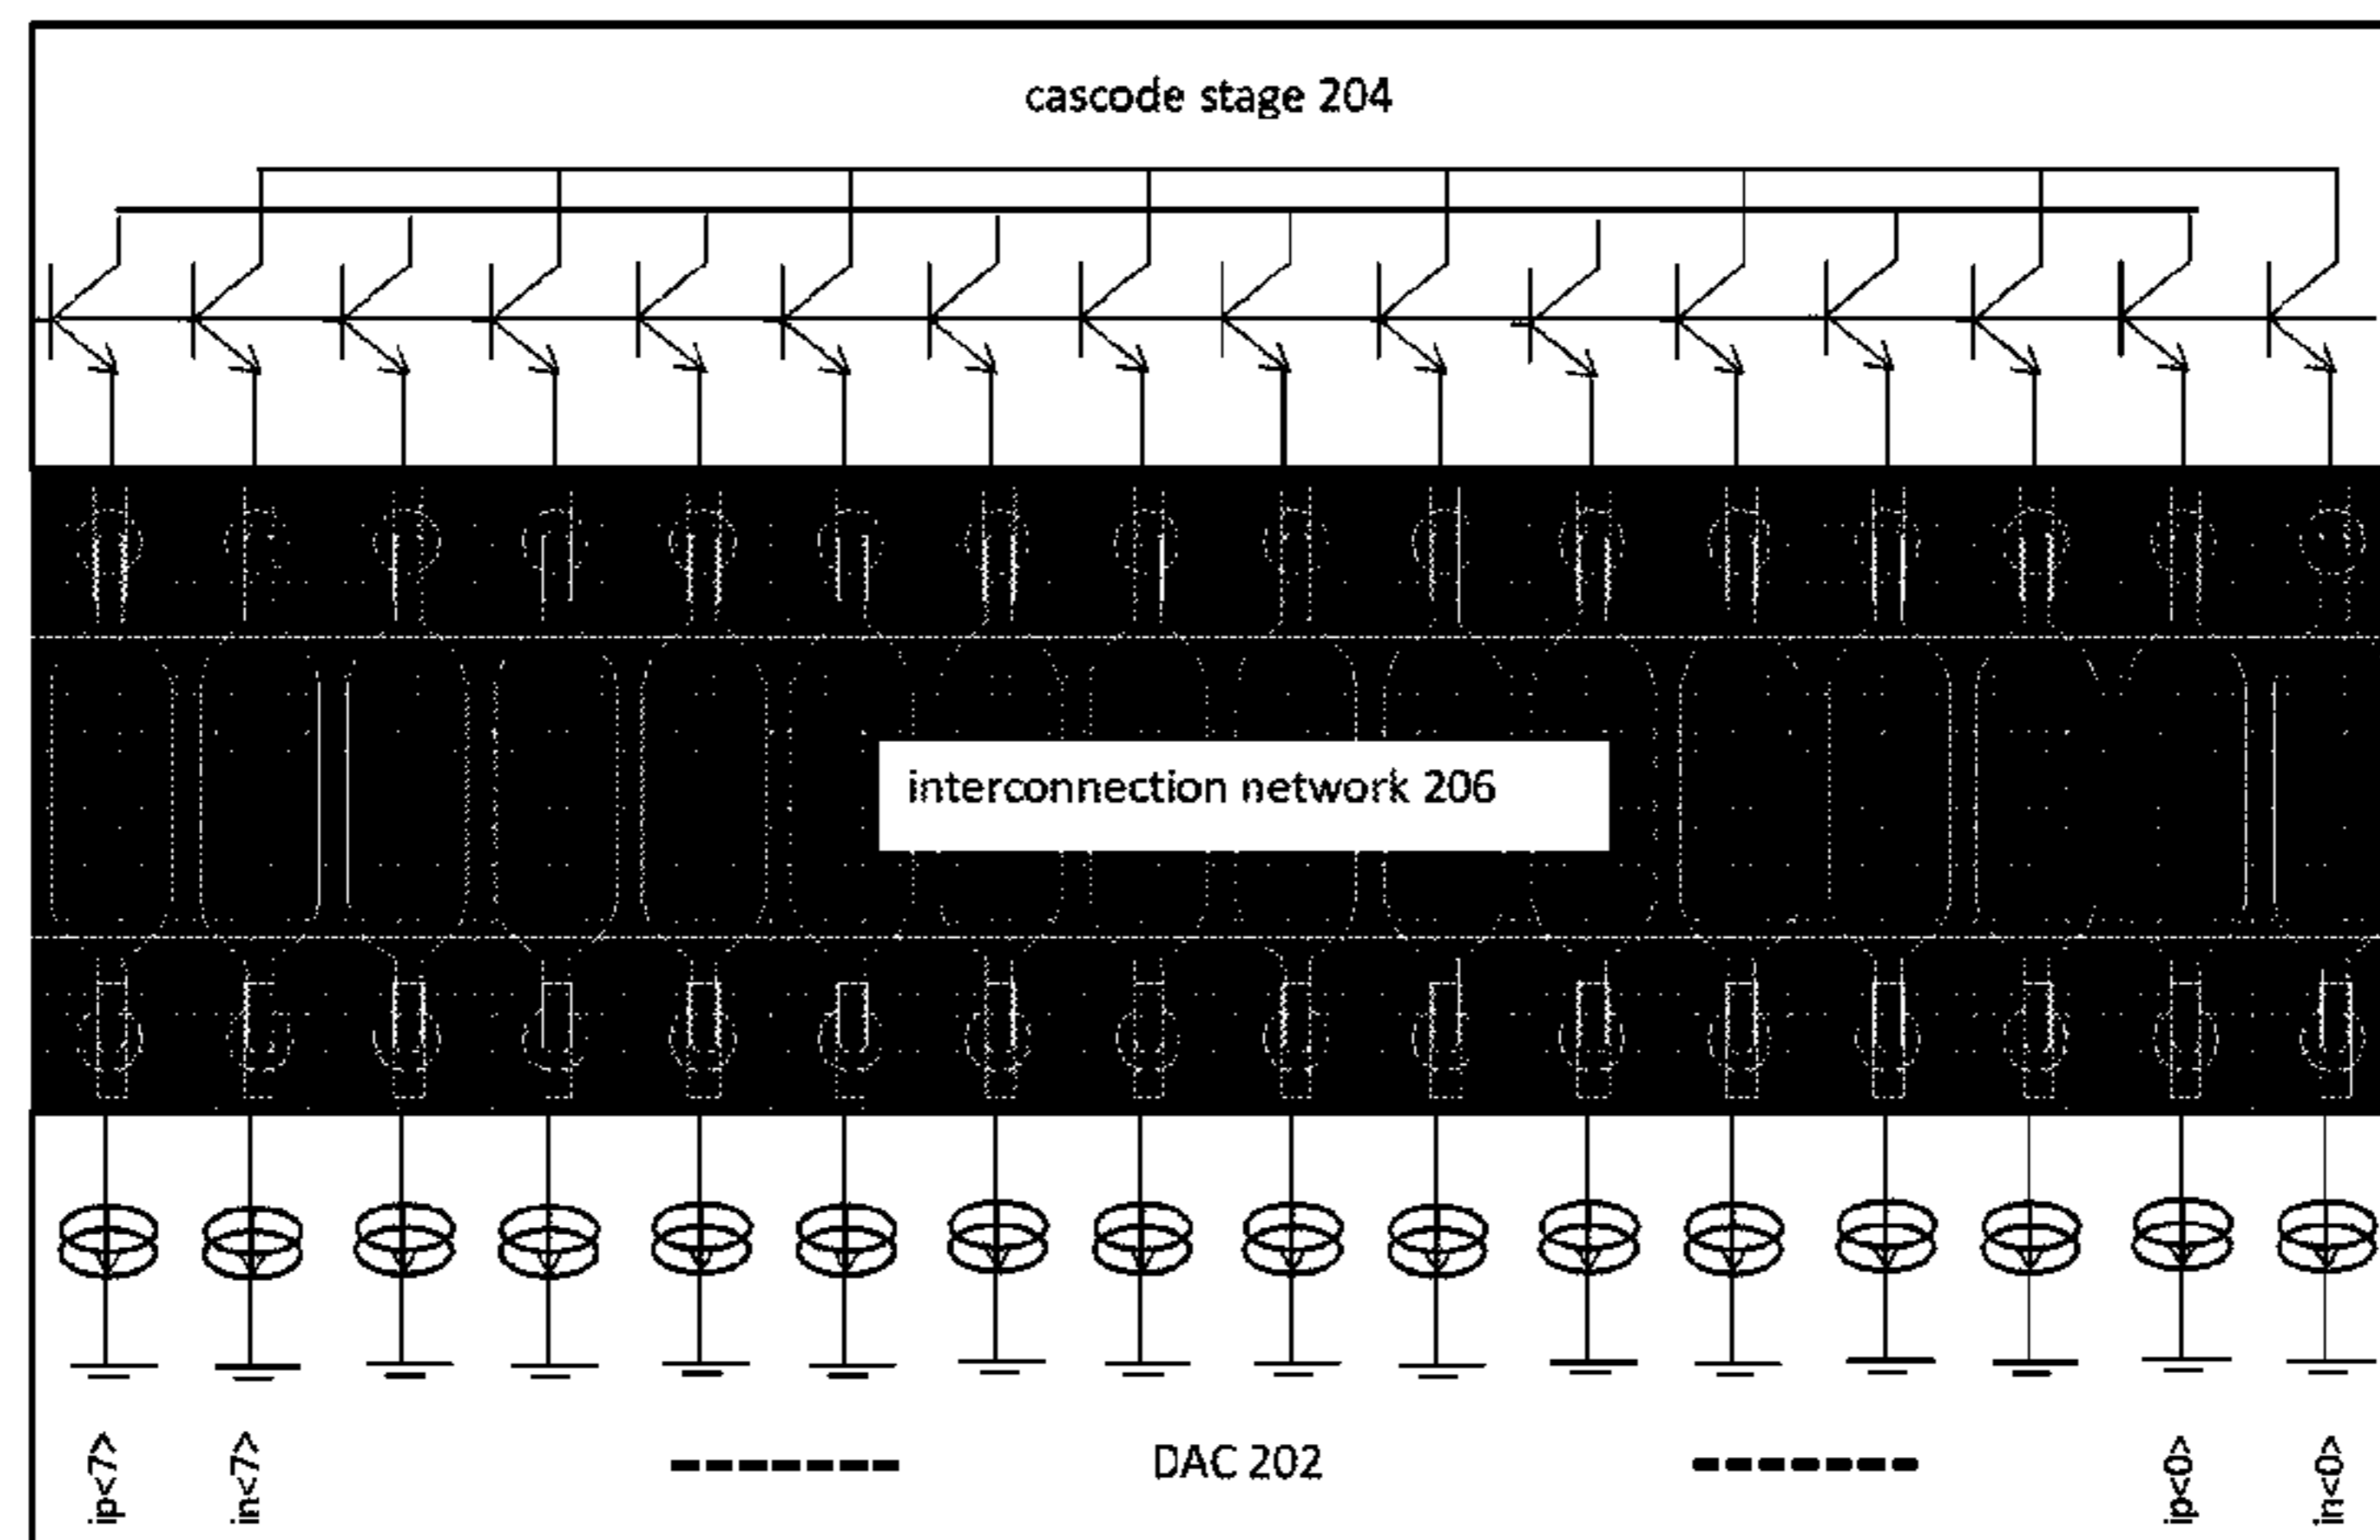 cascode stage 204
interconnection network 206
ip<7>
in<7>
DAC 202
ip<0>
in<0>